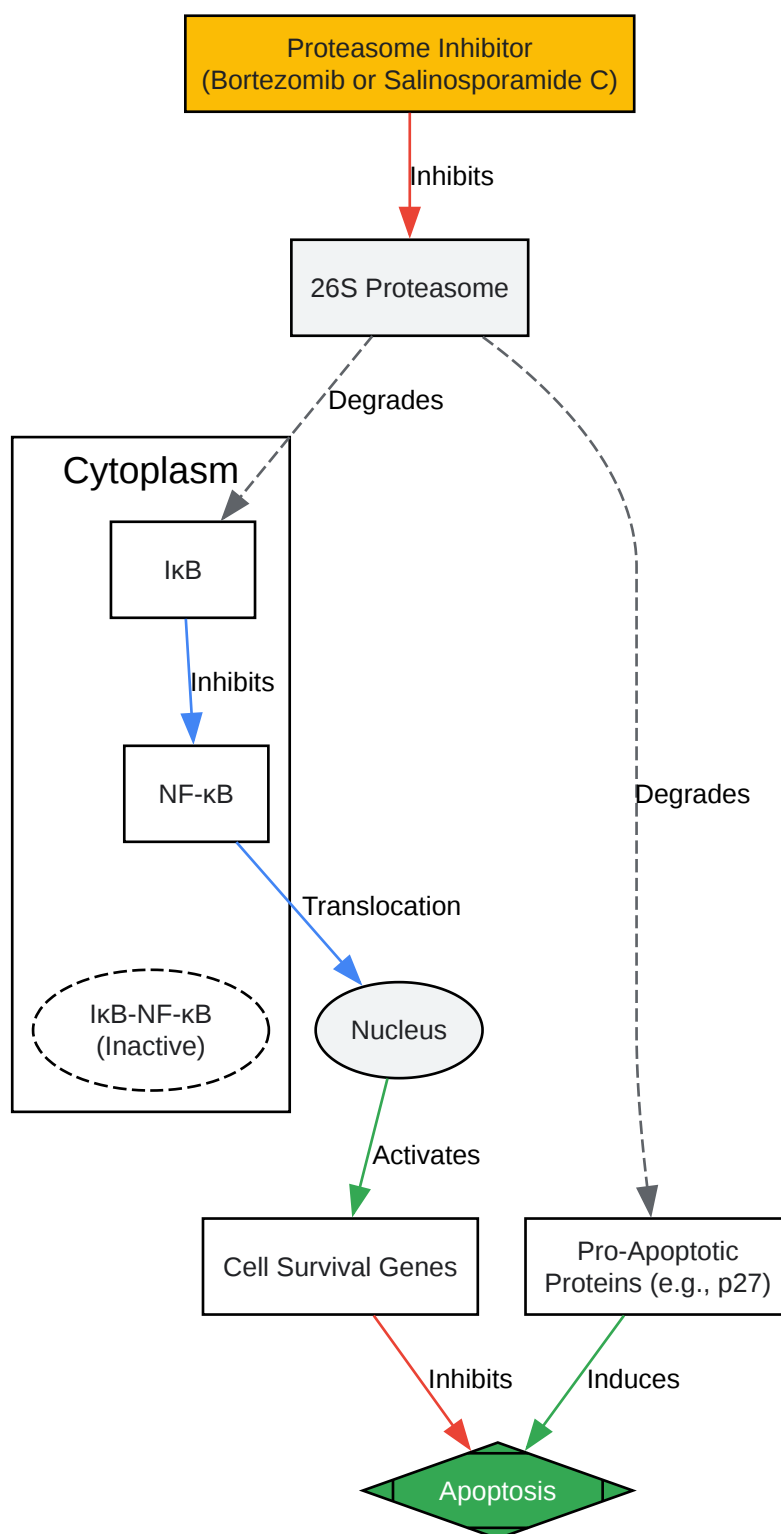 Proteasome Inhibitor
(Bortezomib or Salinosporamide C)
Inhibits
26S Proteasome
Degrades
Cytoplasm
IκB
Inhibits
NF-κB
Degrades
Translocation
IκB-NF-κB
(Inactive)
Nucleus
Activates
Cell Survival Genes
Pro-Apoptotic
Proteins (e.g., p27)
Inhibits
Induces
Apoptosis